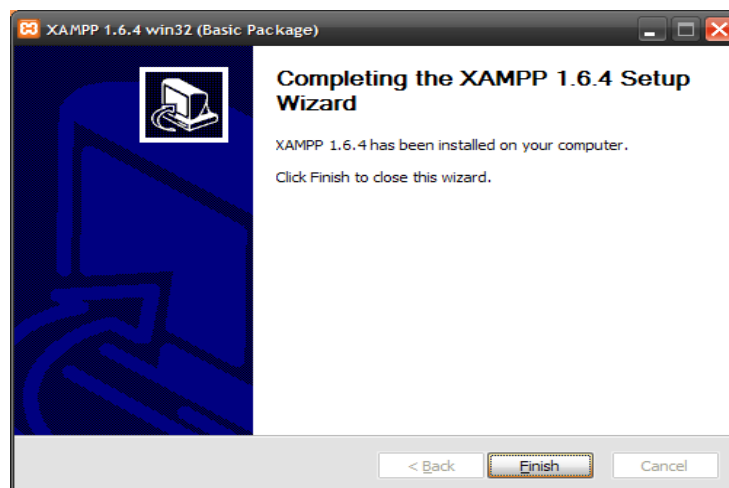 XAMPP 1.6.4 win32 (Basic Package)
Completing the XAMPP 1.6.4 Setup
Wizard
XAMPP 1.6.4 has been installed on your computer.
Click Finish to close this wizard.
< Back
Finish
Cancel